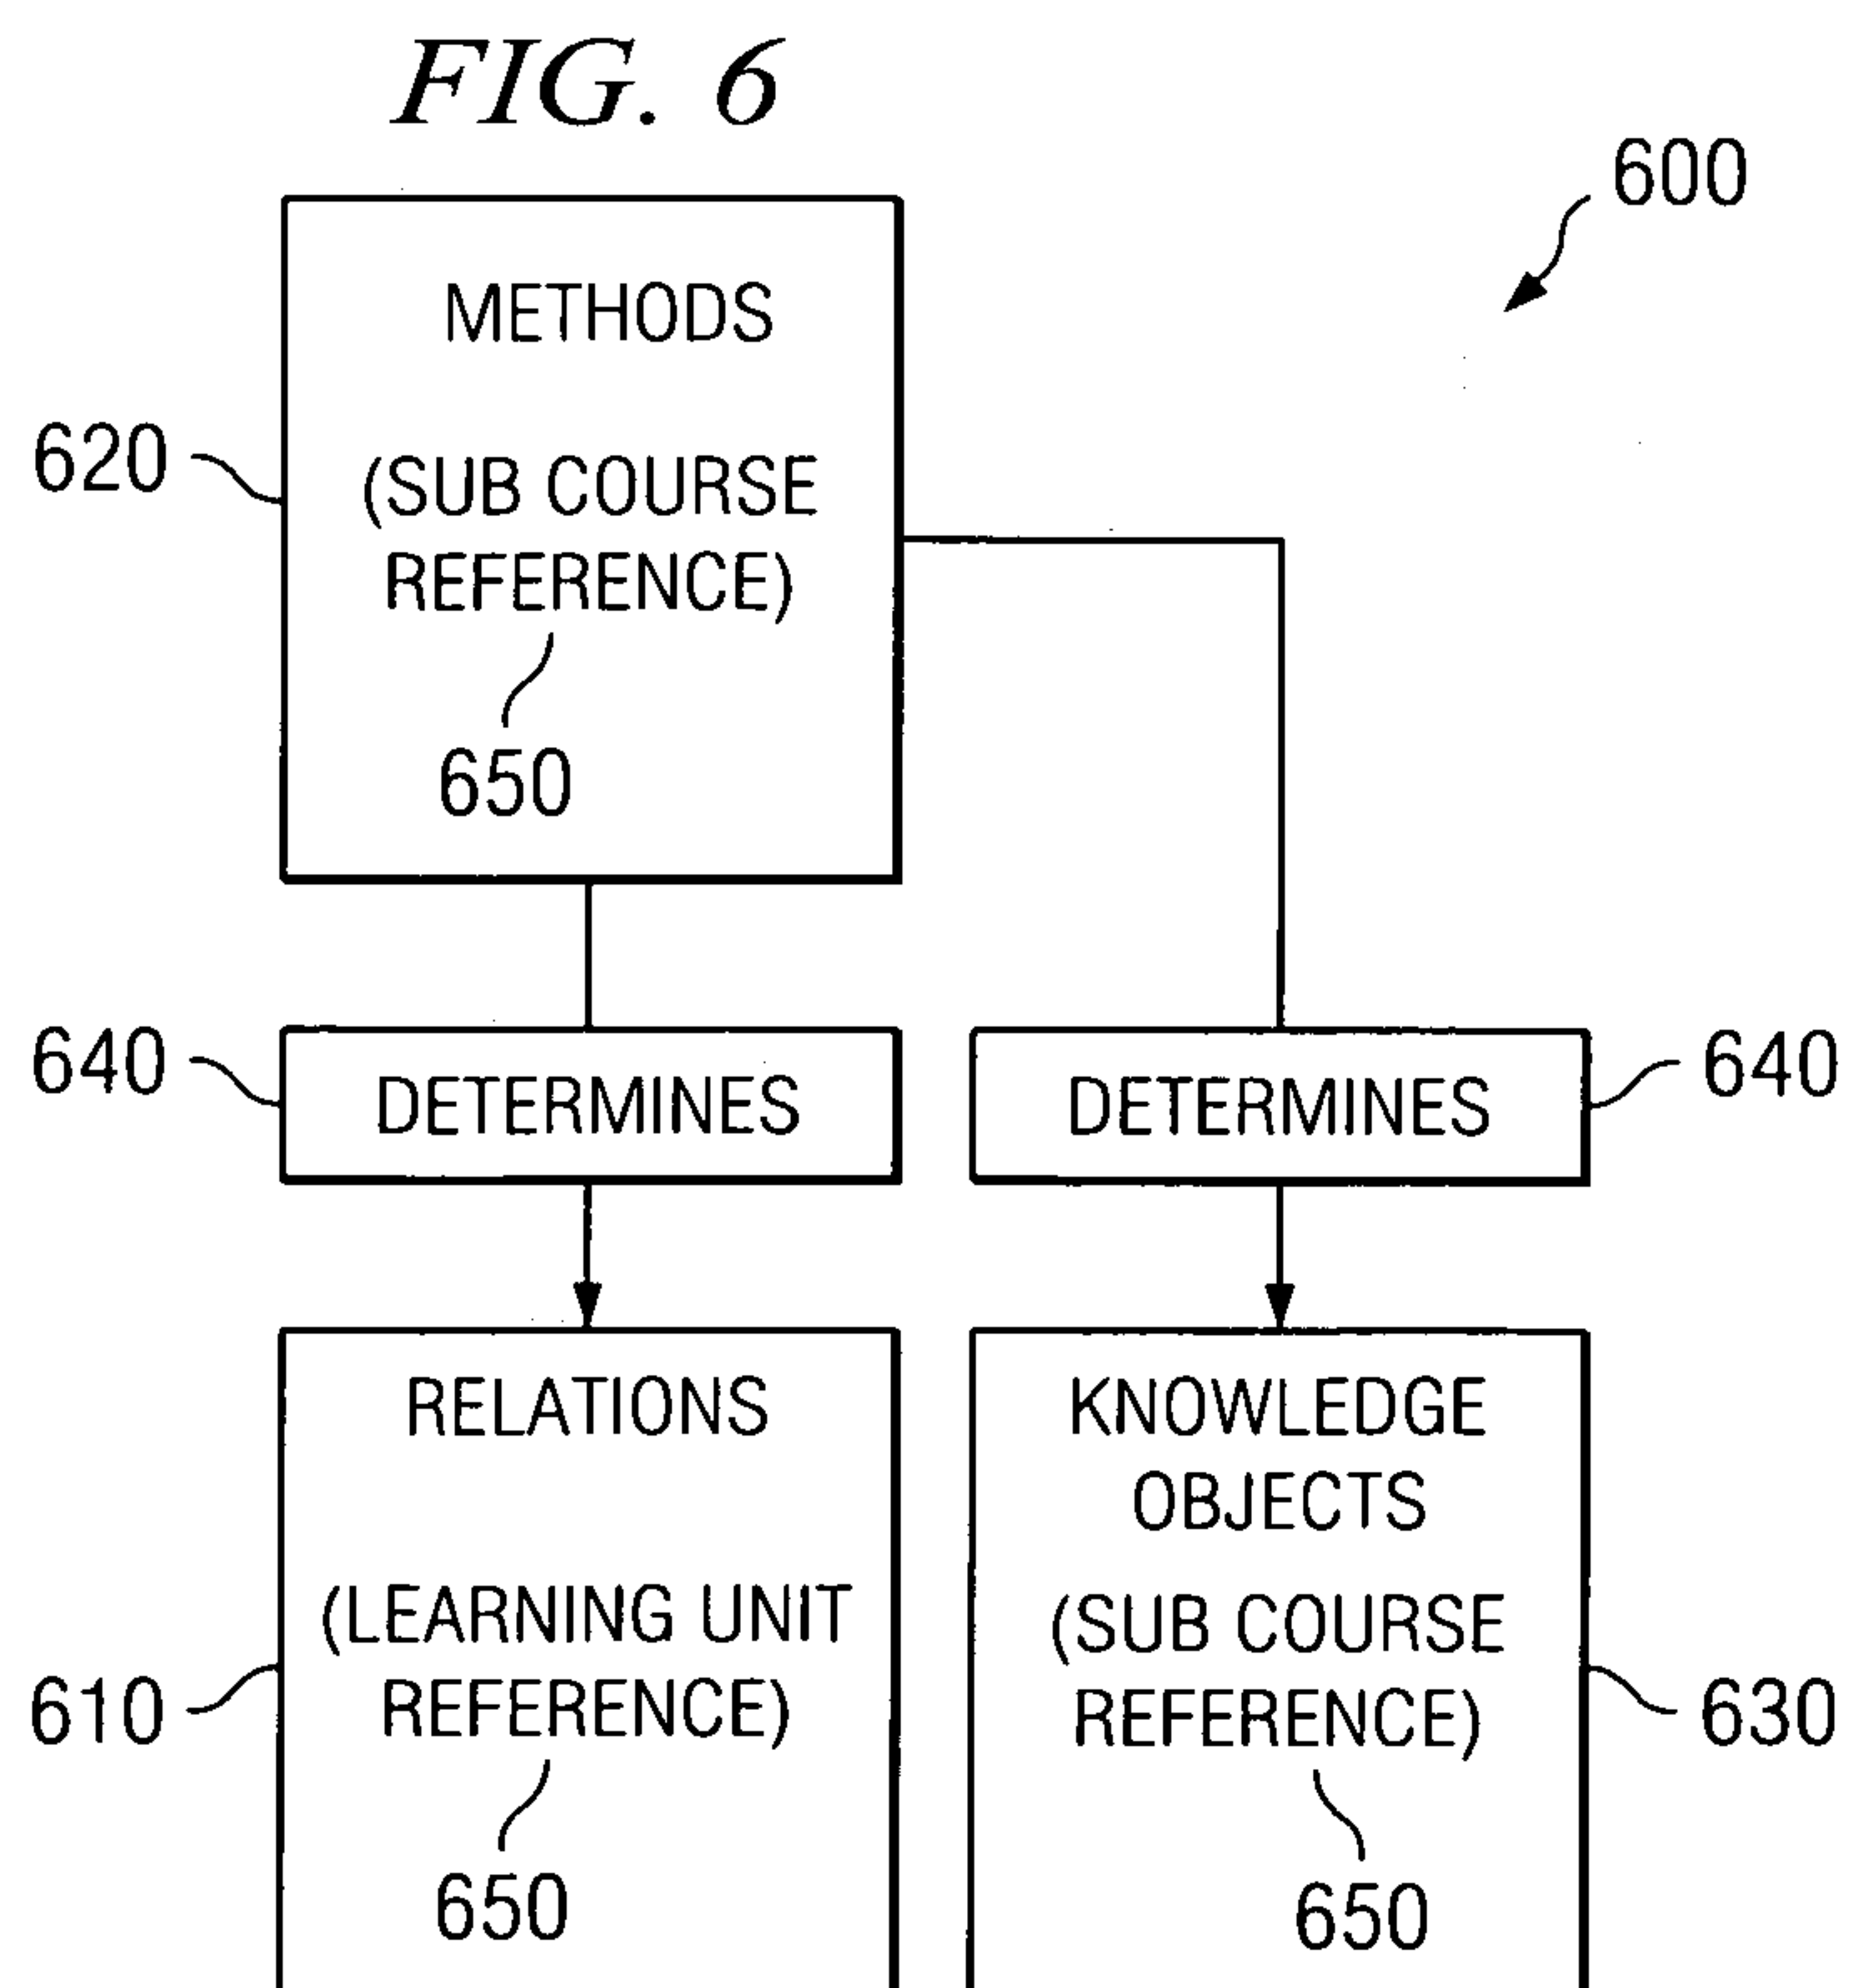 FIG. 6
600
METHODS
620
(SUB COURSE
REFERENCE)
650
640
DETERMINES
DETERMINES
640
RELATIONS
(LEARNING UNIT
REFERENCE)
610
650
KNOWLEDGE
OBJECTS
(SUB COURSE
REFERENCE)
630
650